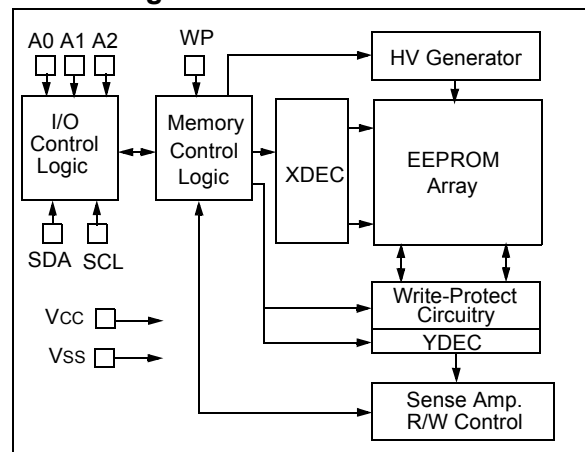 A0 A1 A2
WP
HV Generator
I/O
Control
Logic
Memory
Control
Logic
XDEC
EEPROM
Array
SDA
SCL
Write-Protect
Circuitry
YDEC
VCC
VSS
Sense Amp.
R/W Control